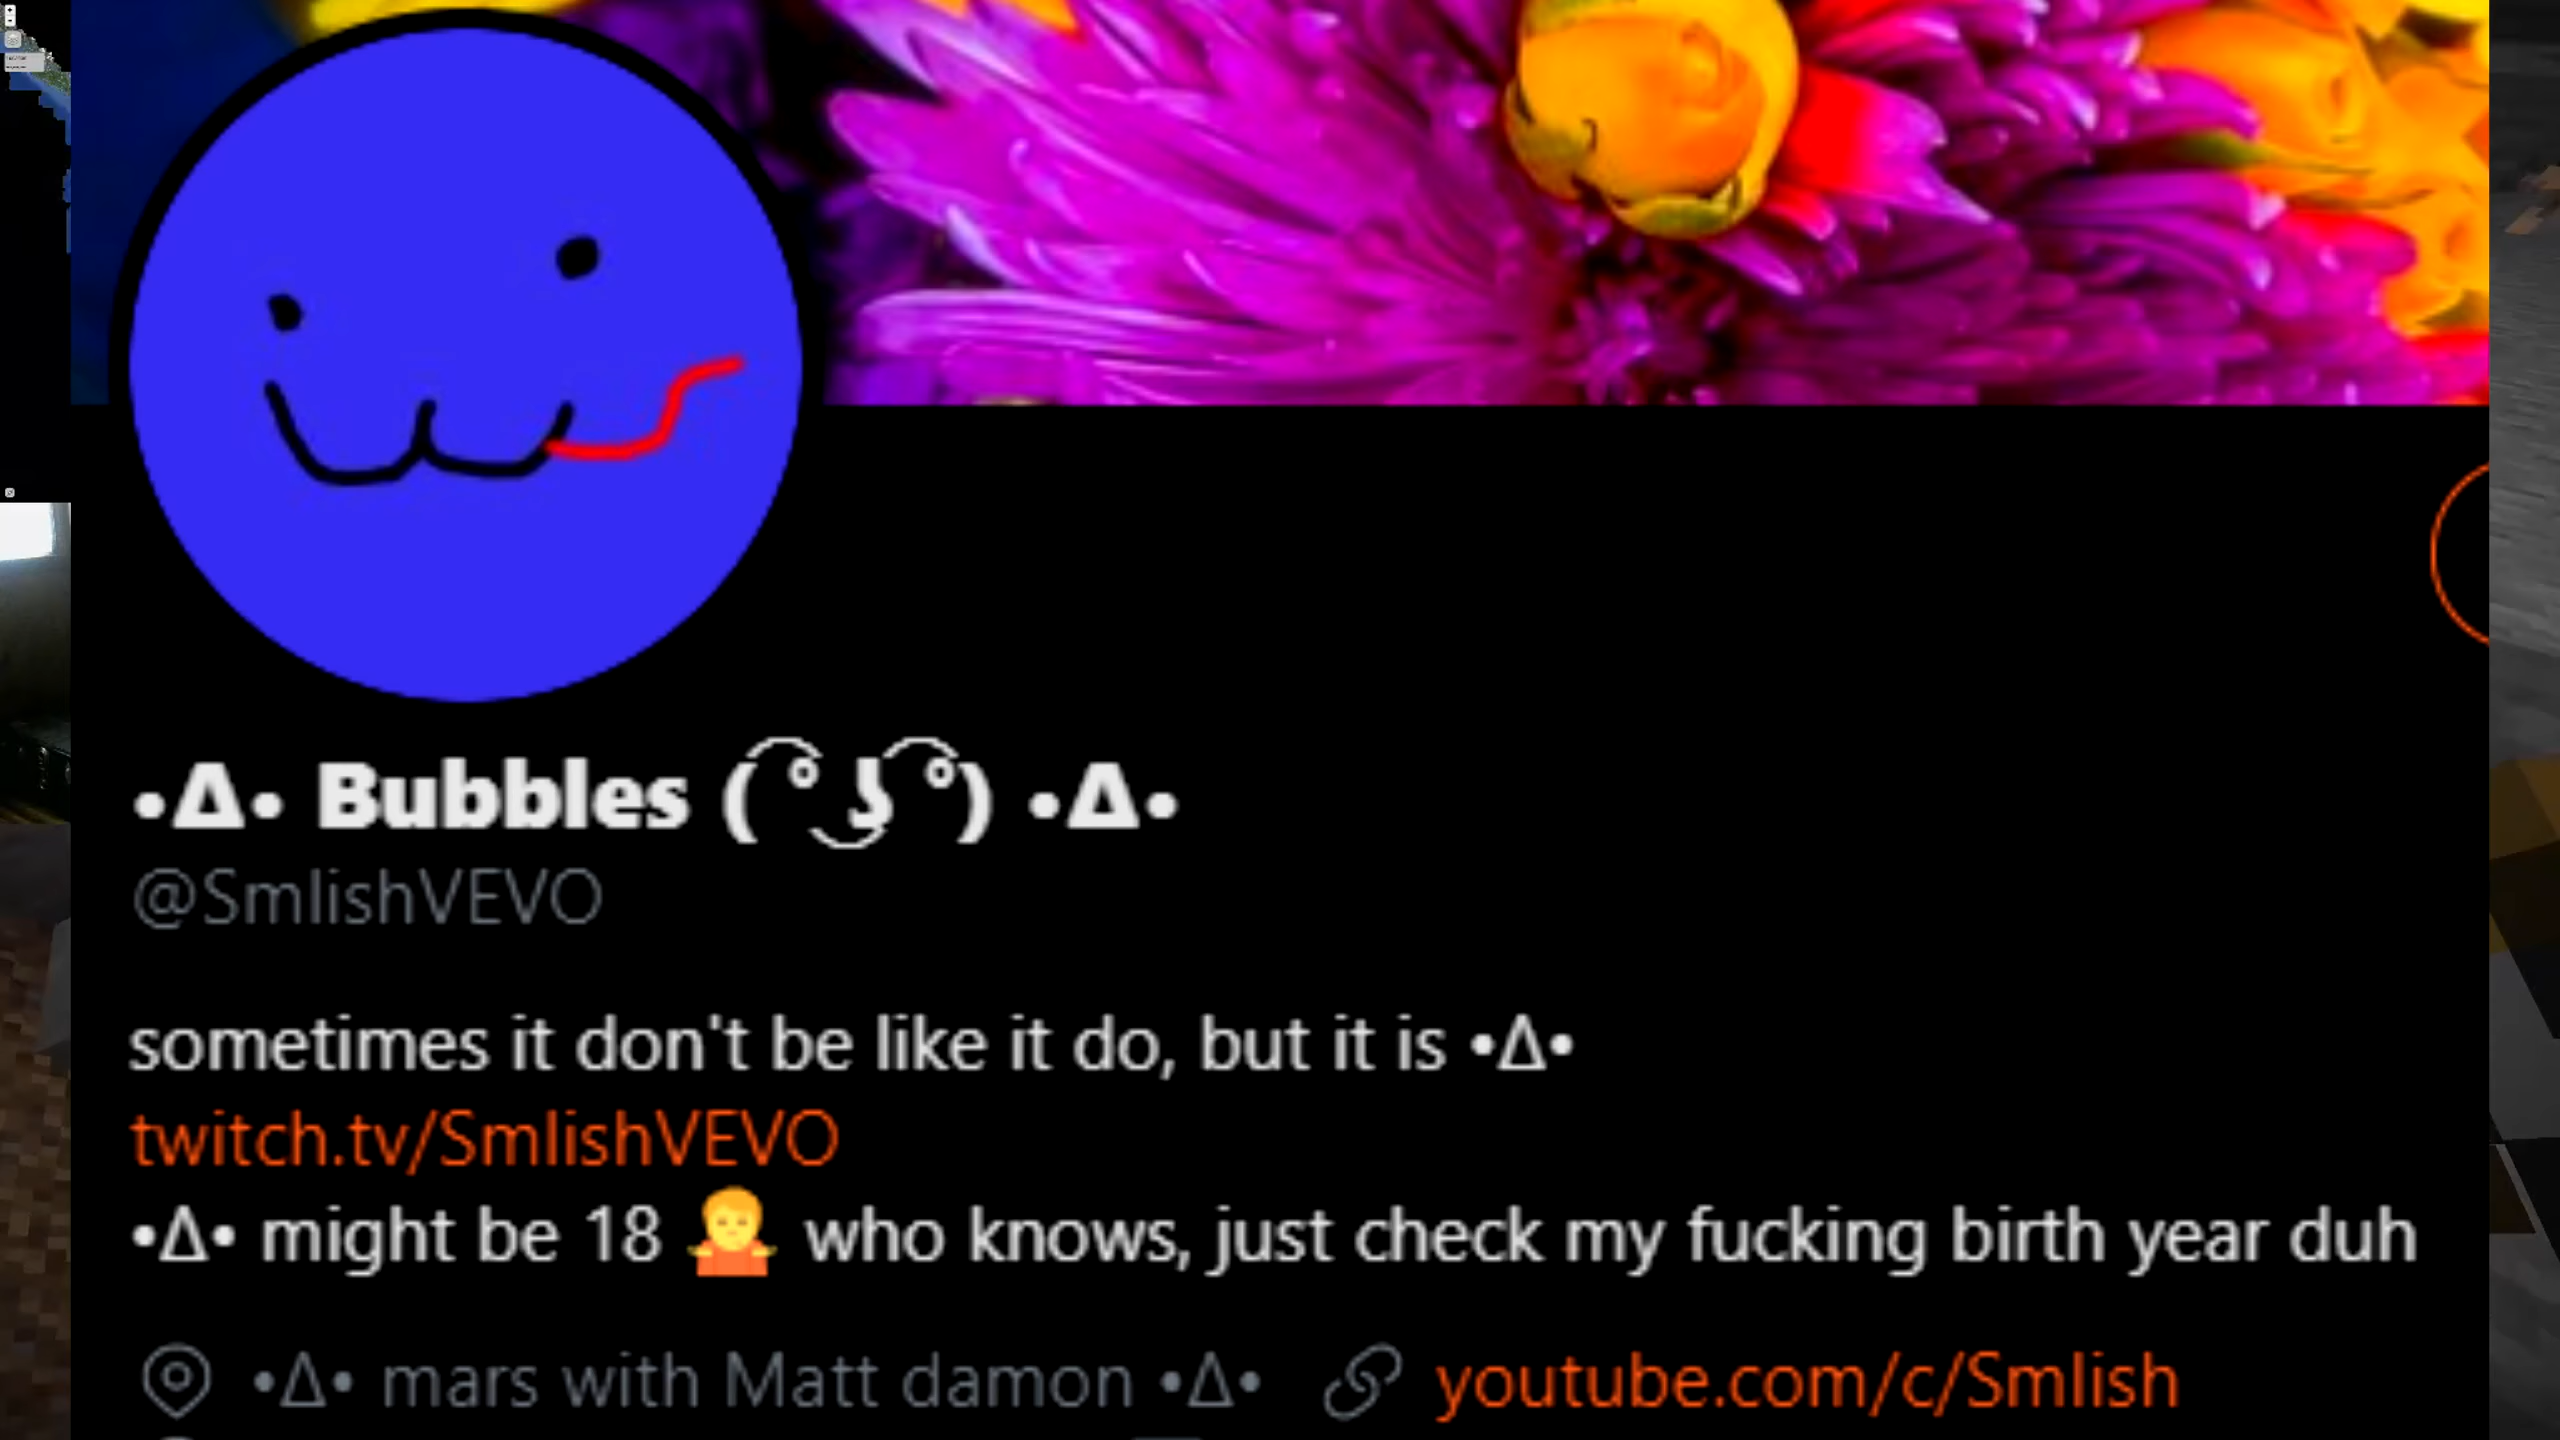 •Δ• Bubbles ( ͡° ͜ʖ ͡°) •Δ•
@SmlishVEVO
sometimes it don't be like it do, but it is •Δ•
twitch.tv/SmlishVEVO
•Δ• might be 18 🤷 who knows, just check my fucking birth year duh
•Δ• mars with Matt damon •Δ• youtube.com/c/Smlish